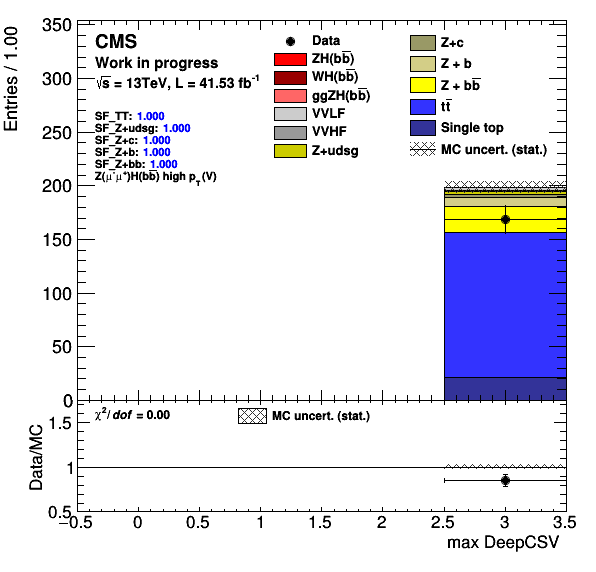 Entries / 1.00
350
300
250
200
150
100
50
0
CMS
Work in progress
√s = 13TeV, L = 41.53 fb⁻¹
SF_TT: 1.000
SF_Z+udsg: 1.000
SF_Z+c: 1.000
SF_Z+b: 1.000
SF_Z+bb: 1.000
Z(μ⁻μ⁺)H(bb̅) high p_T(V)
Data
ZH(bb̅)
WH(bb̅)
ggZH(bb̅)
VVLF
VVHF
Z+udsg
Z+c
Z + b
Z + bb̅
tt̅
Single top
MC uncert. (stat.)
Data/MC
1.5
1
0.5
χ²/dof = 0.00
MC uncert. (stat.)
−0.5 0 0.5 1 1.5 2 2.5 3 3.5
max DeepCSV